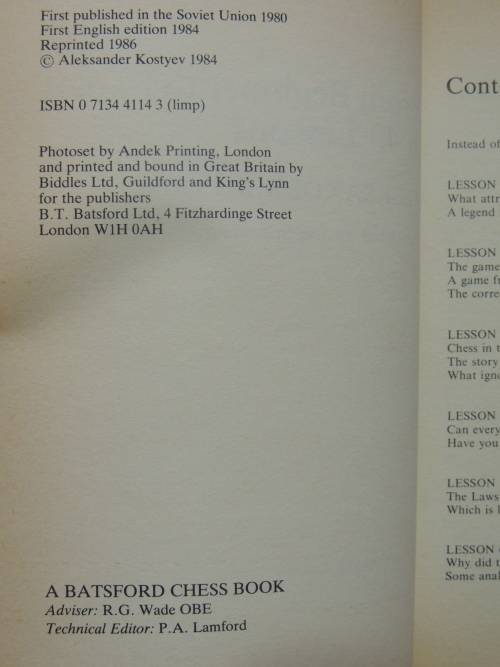 First published in the Soviet Union 1980
First English edition 1984
Reprinted 1986
© Aleksander Kostyev 1984
ISBN 0 7134 4114 3 (limp)
Photoset by Andek Printing, London
and printed and bound in Great Britain by
Biddles Ltd, Guildford and King's Lynn
for the publishers
B.T. Batsford Ltd, 4 Fitzhardinge Street
London W1H 0AH
A BATSFORD CHESS BOOK
Adviser: R.G. Wade OBE
Technical Editor: P.A. Lamford
Cont
Instead of
LESSON
What attr
A legend
LESSON
The game
A game fr
The corre
LESSON
Chess in t
The story
What igno
LESSON
Can every
Have you
LESSON
The Laws
Which is
LESSON
Why did t
Some anal